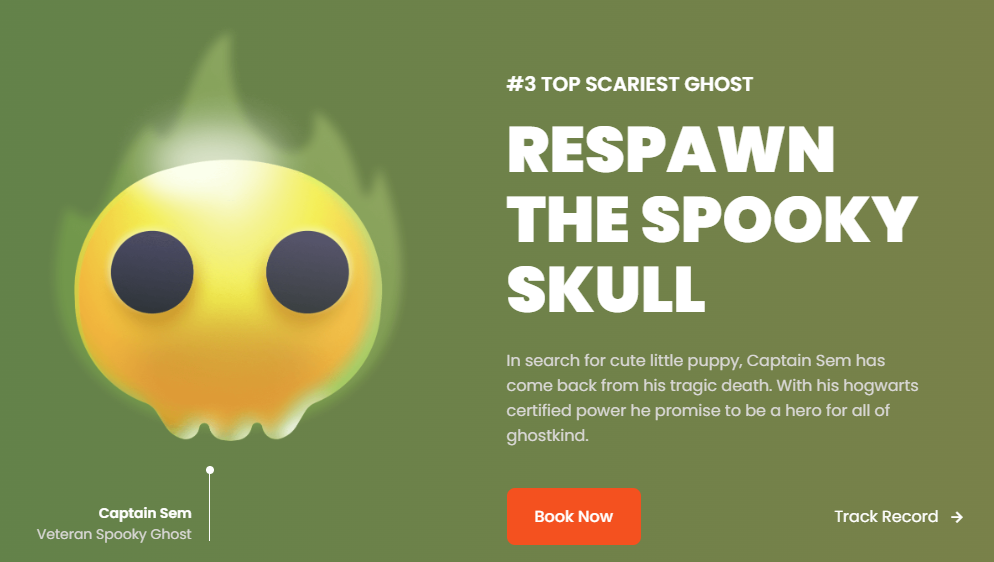 #3 TOP SCARIEST GHOST
RESPAWN
THE SPOOKY
SKULL
In search for cute little puppy, Captain Sem has
come back from his tragic death. With his hogwarts
certified power he promise to be a hero for all of
ghostkind.
Book Now
Track Record →
Captain Sem
Veteran Spooky Ghost